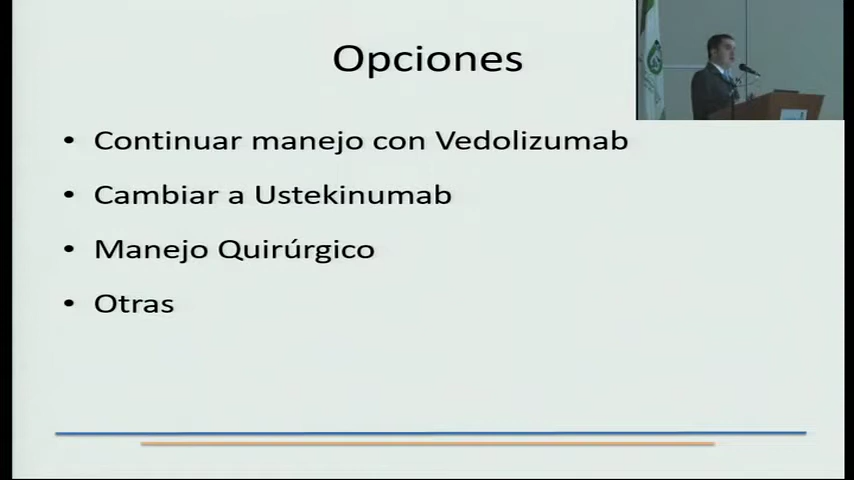 Opciones
• Continuar manejo con Vedolizumab
• Cambiar a Ustekinumab
• Manejo Quirúrgico
• Otras